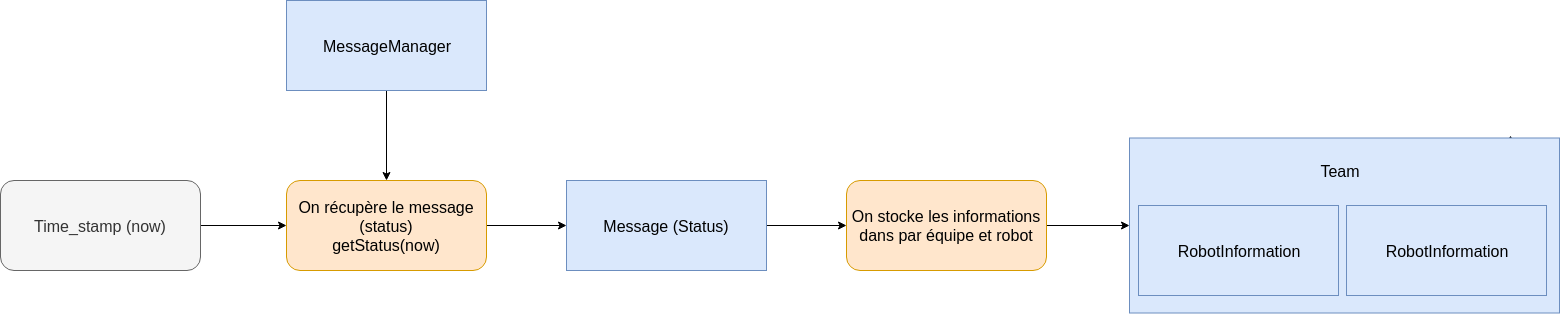 MessageManager
Time_stamp (now)
On récupère le message
(status)
getStatus(now)
Message (Status)
On stocke les informations
dans par équipe et robot
Team
RobotInformation
RobotInformation